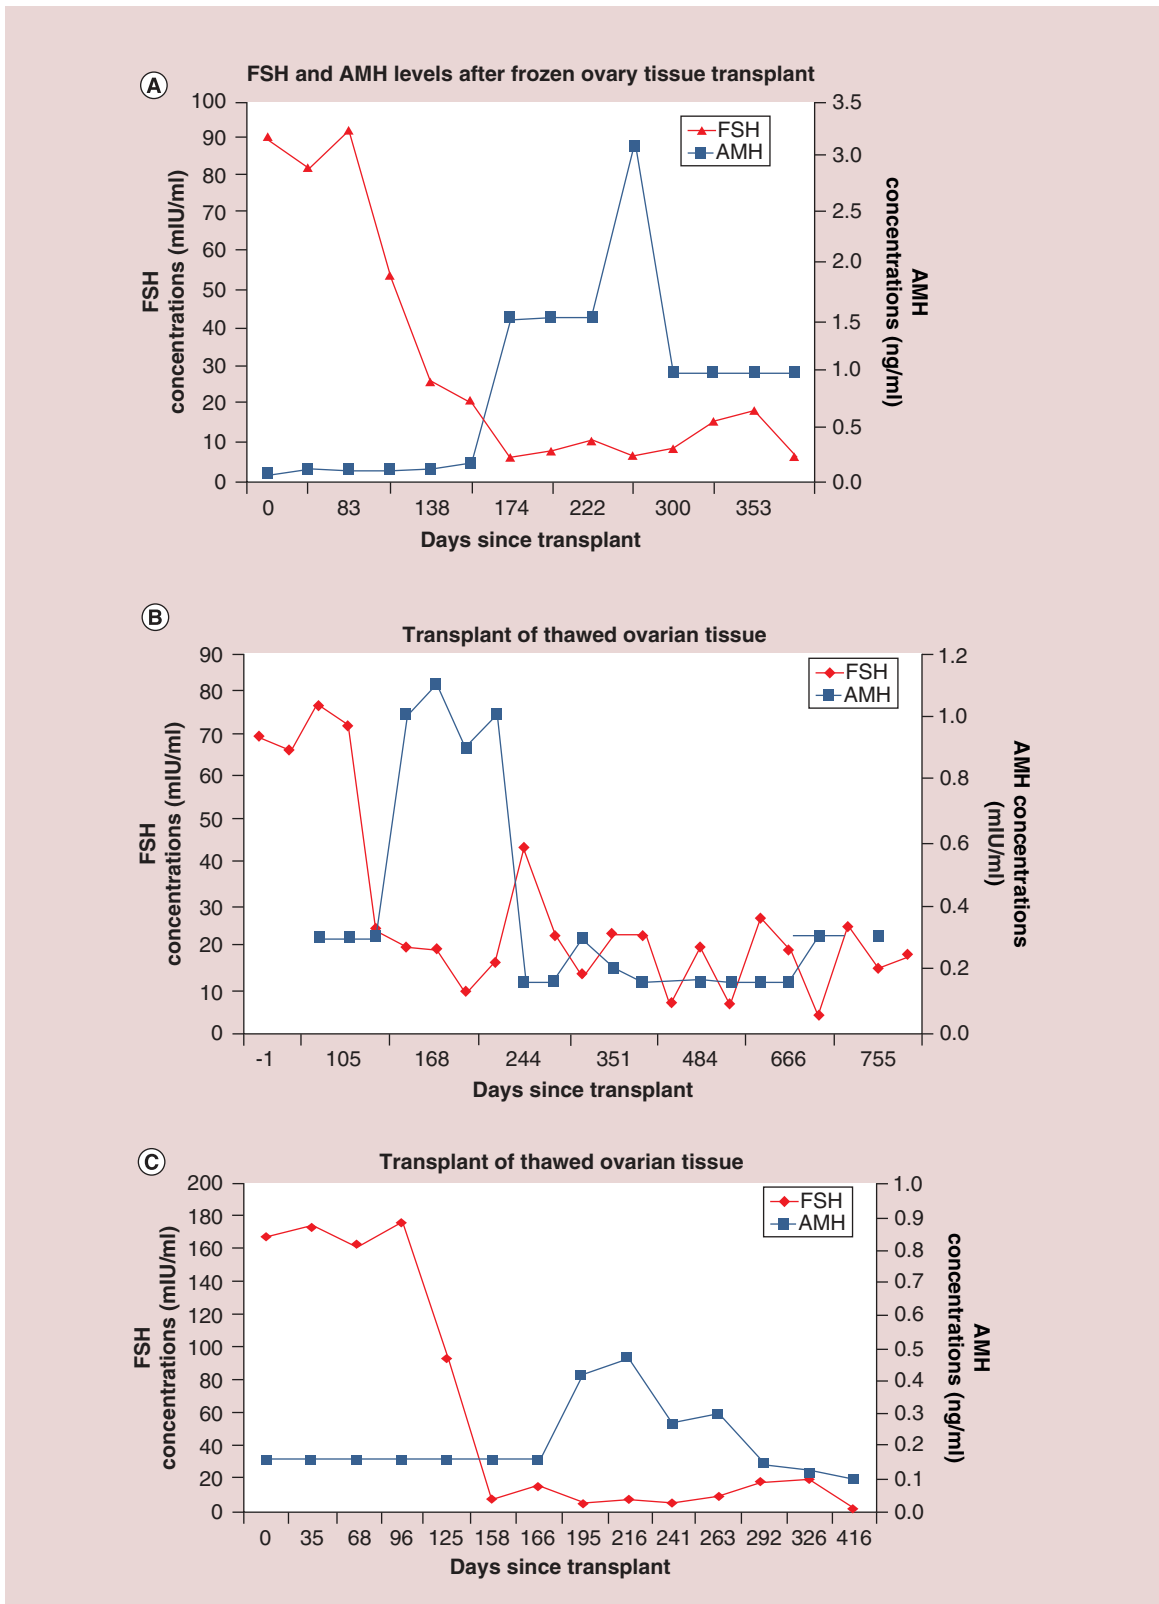 A
FSH and AMH levels after frozen ovary tissue transplant
100
90
80
70
60
50
40
30
20
10
0
FSH
concentrations (mIU/ml)
FSH
AMH
3.5
3.0
2.5
2.0
1.5
1.0
0.5
0.0
AMH
concentrations (ng/ml)
0 83 138 174 222 300 353
Days since transplant
B
Transplant of thawed ovarian tissue
90
80
70
60
50
40
30
20
10
0
FSH
concentrations (mIU/ml)
FSH
AMH
1.2
1.0
0.8
0.6
0.4
0.2
0.0
AMH concentrations
(mIU/ml)
-1 105 168 244 351 484 666 755
Days since transplant
C
Transplant of thawed ovarian tissue
200
180
160
140
120
100
80
60
40
20
0
FSH
concentrations (mIU/ml)
FSH
AMH
1.0
0.9
0.8
0.7
0.6
0.5
0.4
0.3
0.2
0.1
0.0
AMH
concentrations (ng/ml)
0 35 68 96 125 158 166 195 216 241 263 292 326 416
Days since transplant